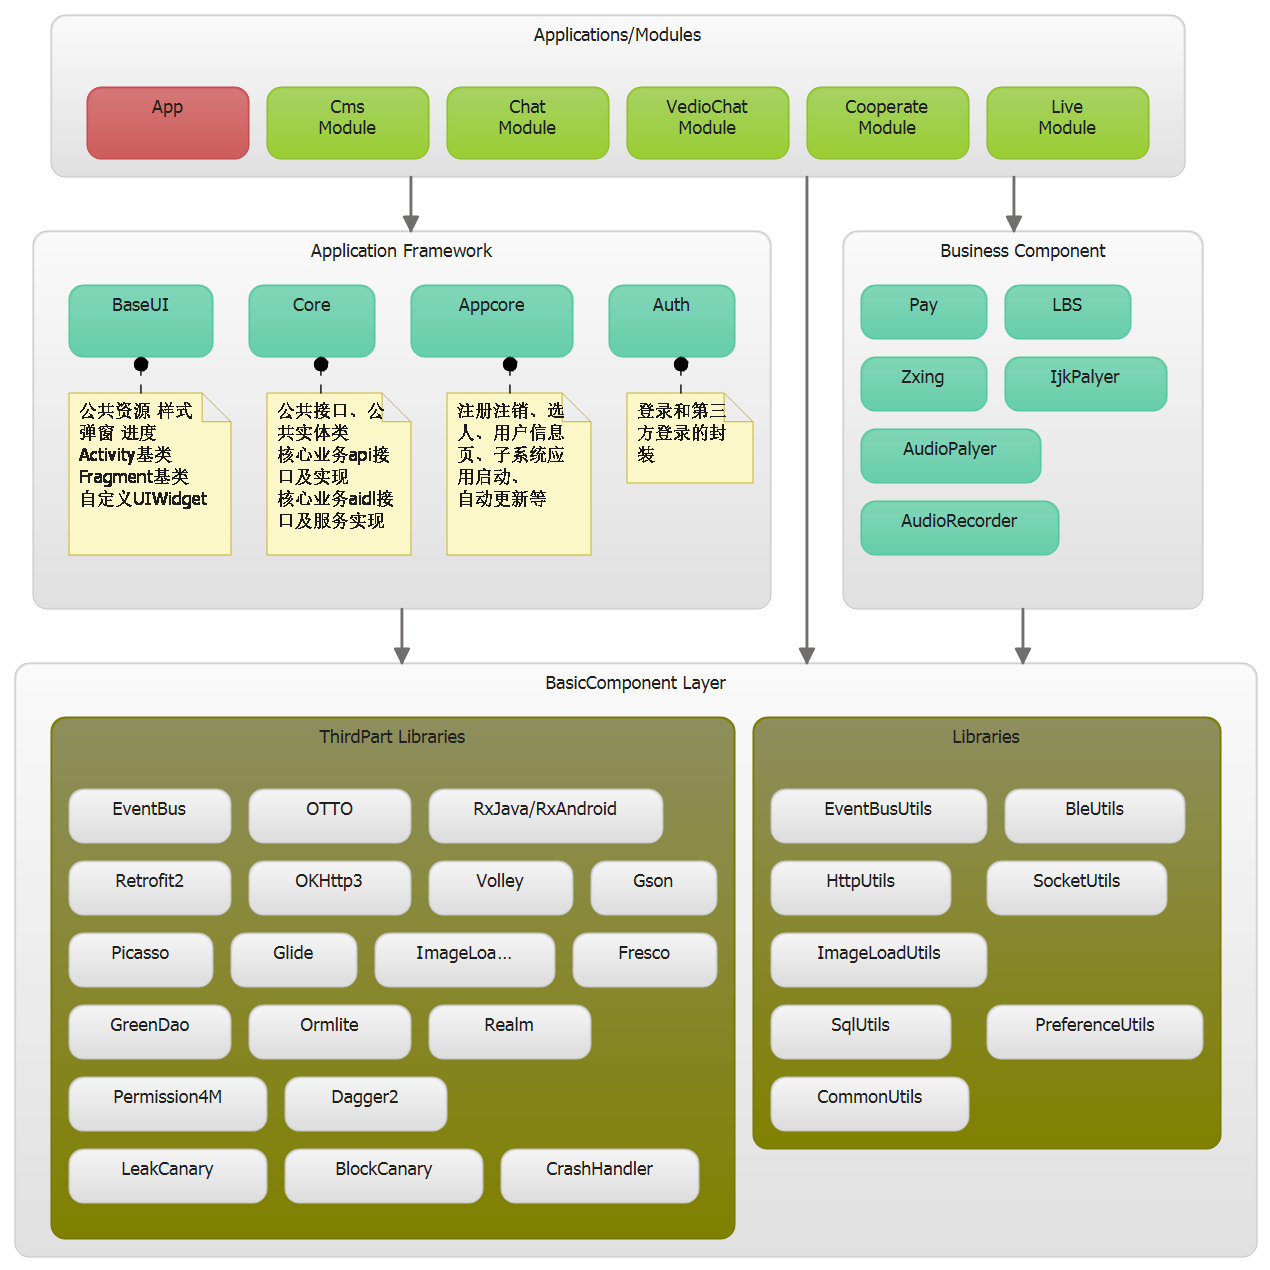 Applications/Modules
App
Cms
Module
Chat
Module
VedioChat
Module
Cooperate
Module
Live
Module
Application Framework
BaseUI
Core
Appcore
Auth
公共资源 样式
弹窗 进度
Activity基类
Fragment基类
自定义UIWidget
公共接口、公
共实体类
核心业务api接
口及实现
核心业务aidl接
口及服务实现
注册注销、选
人、用户信息
页、子系统应
用启动、
自动更新等
登录和第三
方登录的封
装
Business Component
Pay
LBS
Zxing
IjkPalyer
AudioPalyer
AudioRecorder
BasicComponent Layer
ThirdPart Libraries
EventBus
OTTO
RxJava/RxAndroid
Retrofit2
OKHttp3
Volley
Gson
Picasso
Glide
ImageLoa...
Fresco
GreenDao
Ormlite
Realm
Permission4M
Dagger2
LeakCanary
BlockCanary
CrashHandler
Libraries
EventBusUtils
BleUtils
HttpUtils
SocketUtils
ImageLoadUtils
SqlUtils
PreferenceUtils
CommonUtils